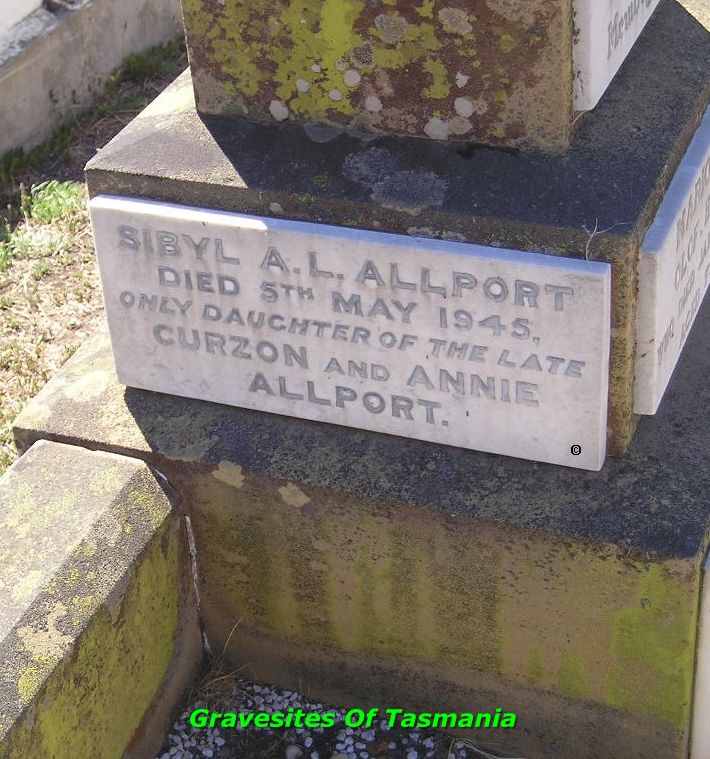 SIBYL A.L. ALLPORT
DIED 5TH MAY 1945,
ONLY DAUGHTER OF THE LATE
CURZON AND ANNIE
ALLPORT.
©
Gravesites Of Tasmania